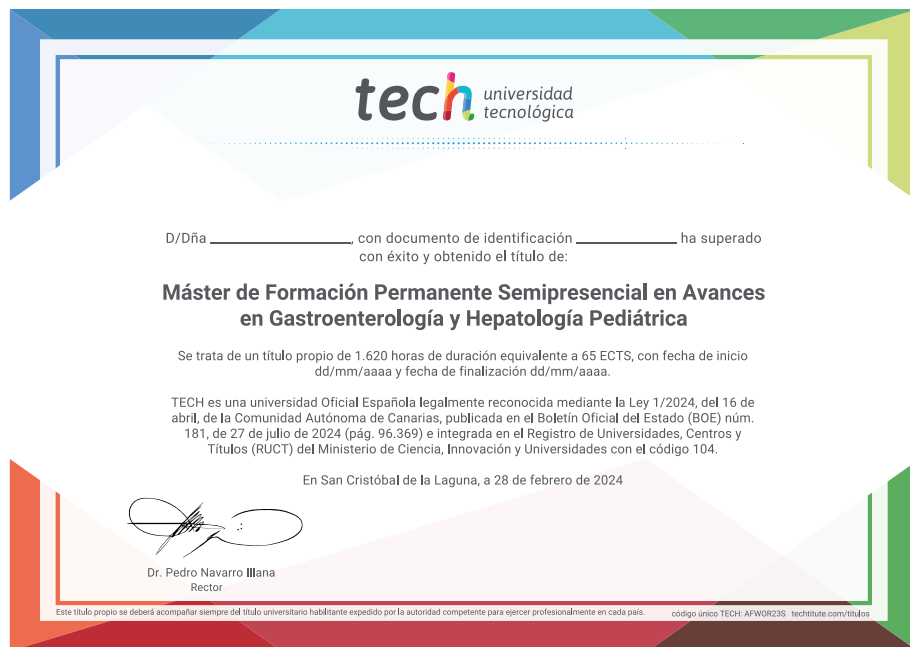 tech universidad
tecnológica
D/Dña ____________, con documento de identificación ____________ ha superado
con éxito y obtenido el título de:
Máster de Formación Permanente Semipresencial en Avances
en Gastroenterología y Hepatología Pediátrica
Se trata de un título propio de 1.620 horas de duración equivalente a 65 ECTS, con fecha de inicio
dd/mm/aaaa y fecha de finalización dd/mm/aaaa.
TECH es una universidad Oficial Española legalmente reconocida mediante la Ley 1/2024, del 16 de
abril, de la Comunidad Autónoma de Canarias, publicada en el Boletín Oficial del Estado (BOE) núm.
181, de 27 de julio de 2024 (pág. 96.369) e integrada en el Registro de Universidades, Centros y
Títulos (RUCT) del Ministerio de Ciencia, Innovación y Universidades con el código 104.
En San Cristóbal de la Laguna, a 28 de febrero de 2024
Dr. Pedro Navarro Illana
Rector
Este título propio se deberá acompañar siempre del título universitario habilitante expedido por la autoridad competente para ejercer profesionalmente en cada país. código único TECH: AFWOR23S techtitute.com/titulos